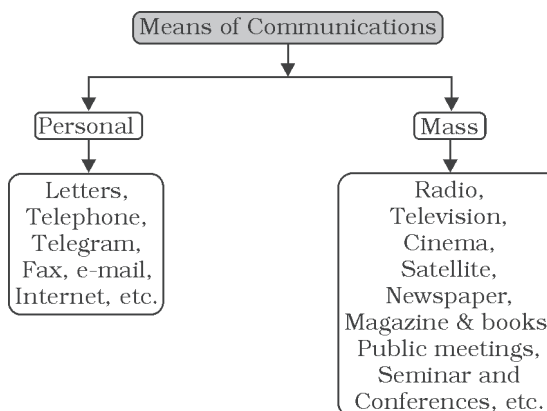 Means of Communications
Personal
Mass
Letters,
Telephone,
Telegram,
Fax, e-mail,
Internet, etc.
Radio,
Television,
Cinema,
Satellite,
Newspaper,
Magazine & books
Public meetings,
Seminar and
Conferences, etc.